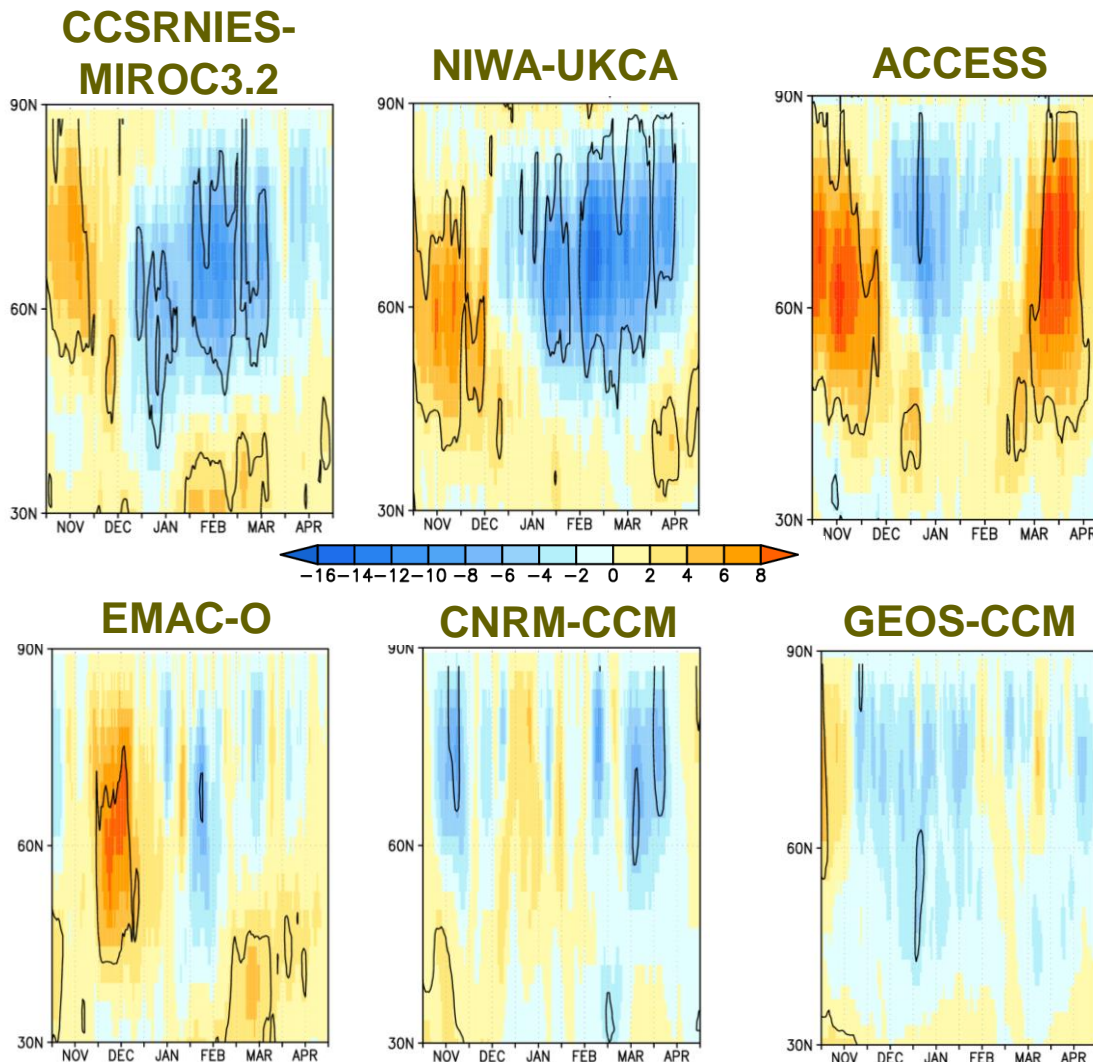 CCSRNIES-
MIROC3.2
NIWA-UKCA
ACCESS
90N
60N
30N
NOV DEC JAN FEB MAR APR
90N
60N
30N
NOV DEC JAN FEB MAR APR
90N
60N
30N
NOV DEC JAN FEB MAR APR
-16 -14 -12 -10 -8 -6 -4 -2 0 2 4 6 8
EMAC-O
CNRM-CCM
GEOS-CCM
90N
60N
30N
NOV DEC JAN FEB MAR APR
90N
60N
30N
NOV DEC JAN FEB MAR APR
90N
60N
30N
NOV DEC JAN FEB MAR APR